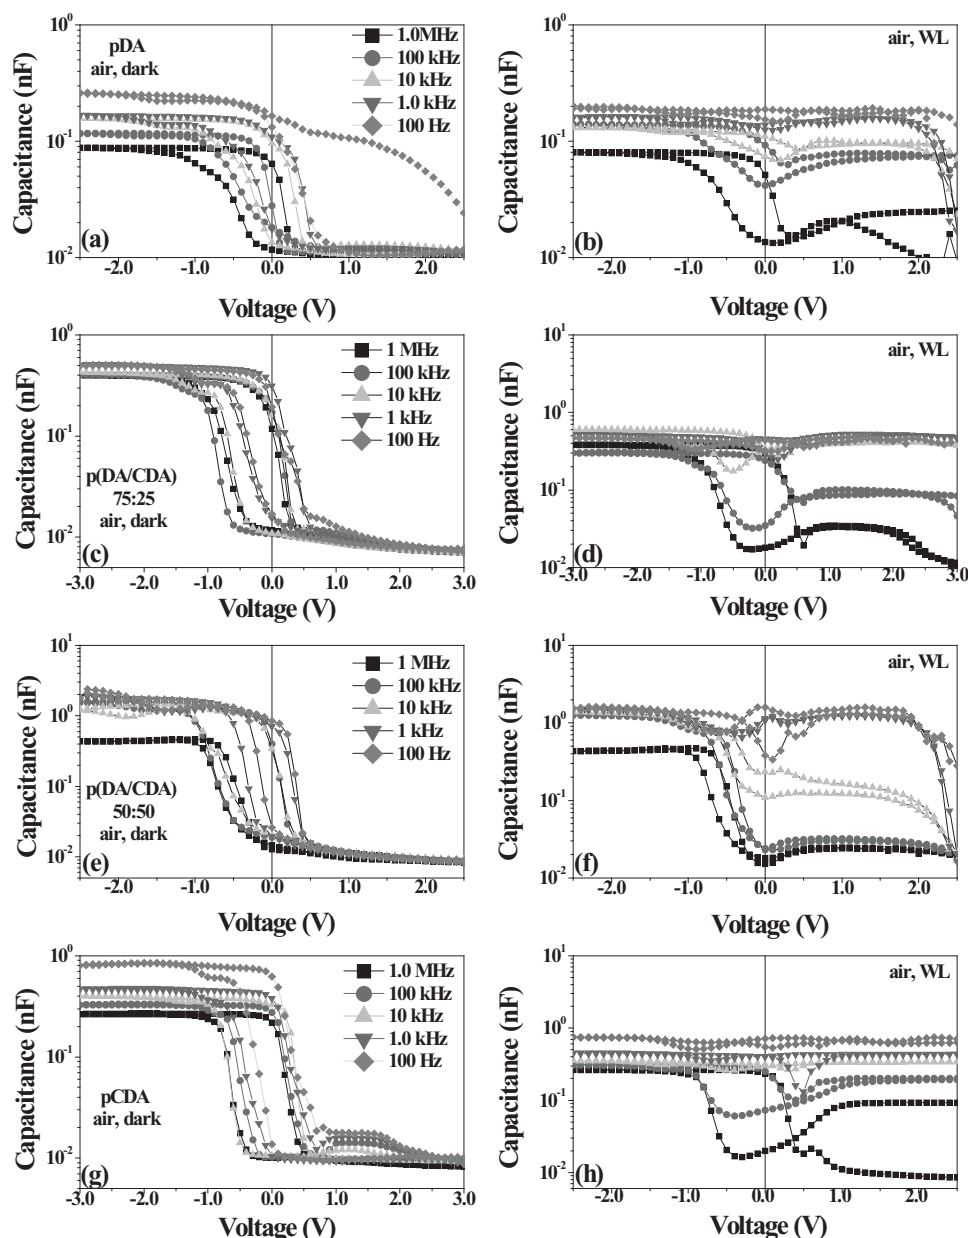 10⁰
10⁻¹
10⁻²
Capacitance (nF)
pDA
air, dark
1.0MHz
100 kHz
10 kHz
1.0 kHz
100 Hz
(a)
-2.0 -1.0 0.0 1.0 2.0
Voltage (V)
10⁰
10⁻¹
10⁻²
Capacitance (nF)
air, WL
(b)
-2.0 -1.0 0.0 1.0 2.0
Voltage (V)
10⁰
10⁻¹
10⁻²
Capacitance (nF)
1 MHz
100 kHz
10 kHz
1 kHz
100 Hz
p(DA/CDA)
75:25
air, dark
(c)
-3.0 -2.0 -1.0 0.0 1.0 2.0 3.0
Voltage (V)
10¹
10⁰
10⁻¹
10⁻²
Capacitance (nF)
air, WL
(d)
-2.0 -1.0 0.0 1.0 2.0 3.0
Voltage (V)
10¹
10⁰
10⁻¹
10⁻²
Capacitance (nF)
1 MHz
100 kHz
10 kHz
1 kHz
100 Hz
p(DA/CDA)
50:50
air, dark
(e)
-2.0 -1.0 0.0 1.0 2.0 3.0
Voltage (V)
10¹
10⁰
10⁻¹
10⁻²
Capacitance (nF)
air, WL
(f)
-2.0 -1.0 0.0 1.0 2.0
Voltage (V)
10⁰
10⁻¹
10⁻²
Capacitance (nF)
1.0 MHz
100 kHz
10 kHz
1.0 kHz
100 Hz
pCDA
air, dark
(g)
-3.0 -2.0 -1.0 0.0 1.0 2.0 3.0
Voltage (V)
10¹
10⁰
10⁻¹
10⁻²
Capacitance (nF)
air, WL
(h)
-2.0 -1.0 0.0 1.0 2.0
Voltage (V)